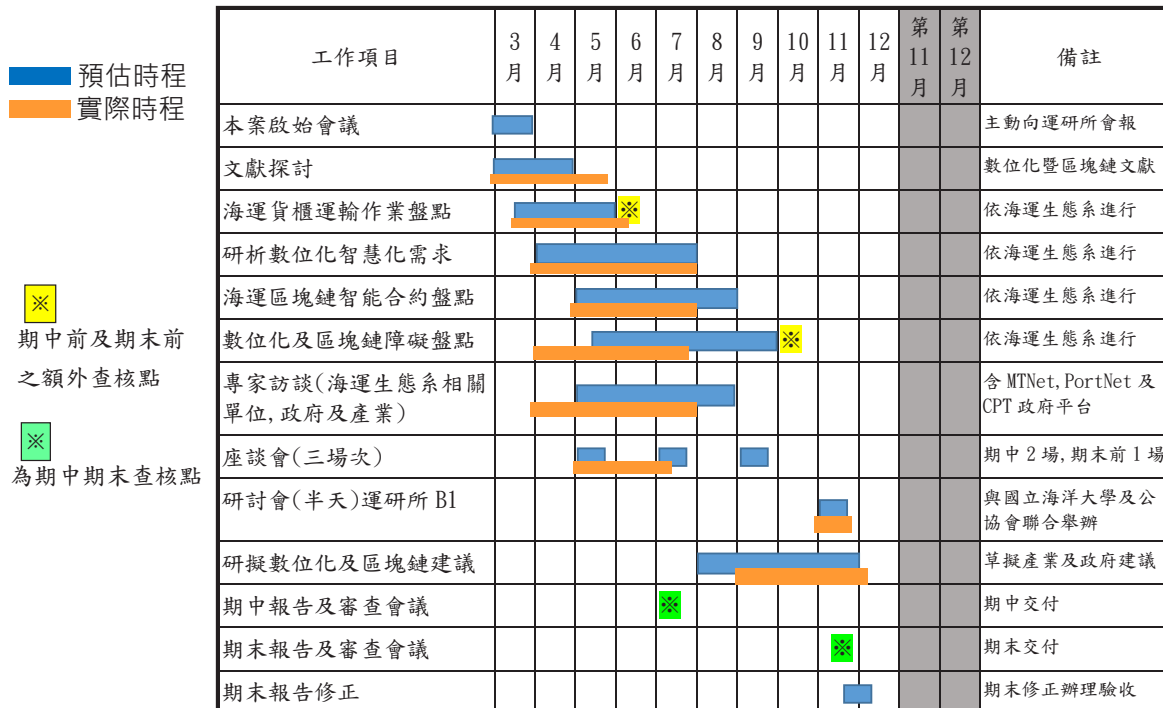 預估時程
實際時程
※
期中前及期末前
之額外查核點
※
為期中期末查核點
工作項目 3月 4月 5月 6月 7月 8月 9月 10月 11月 12月 第11月 第12月 備註
本案啟始會議 主動向運研所會報
文獻探討 數位化暨區塊鏈文獻
海運貨櫃運輸作業盤點 ※ 依海運生態系進行
研析數位化智慧化需求 依海運生態系進行
海運區塊鏈智能合約盤點 依海運生態系進行
數位化及區塊鏈障礙盤點 ※ 依海運生態系進行
專家訪談(海運生態系相關 含 MTNet,PortNet 及
單位,政府及產業) CPT 政府平台
座談會(三場次) 期中 2 場,期末前 1 場
研討會(半天)運研所 B1 與國立海洋大學及公
協會聯合舉辦
研擬數位化及區塊鏈建議 草擬產業及政府建議
期中報告及審查會議 ※ 期中交付
期末報告及審查會議 ※ 期末交付
期末報告修正 期末修正辦理驗收